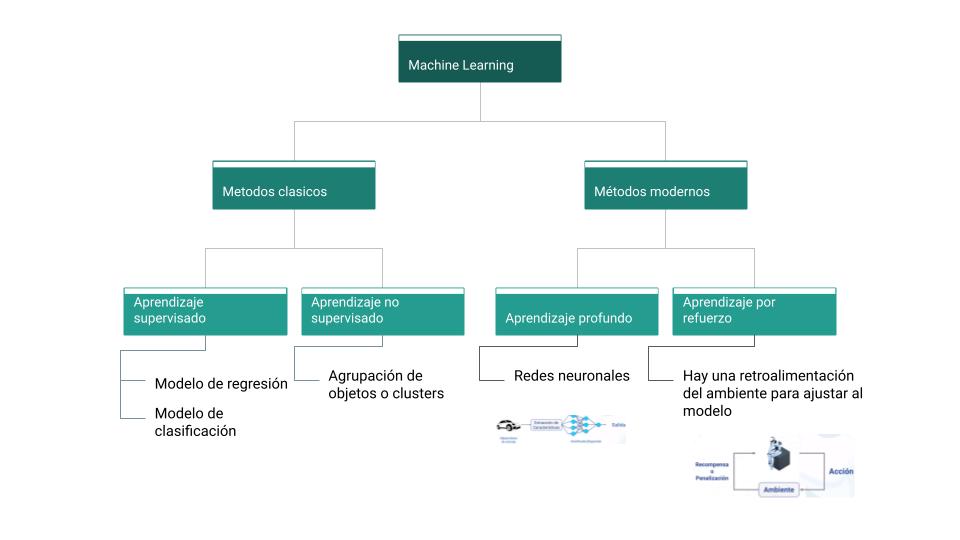 Machine Learning
Metodos clasicos
Métodos modernos
Aprendizaje
supervisado
Aprendizaje no
supervisado
Aprendizaje profundo
Aprendizaje por
refuerzo
Modelo de regresión
Modelo de
clasificación
Agrupación de
objetos o clusters
Redes neuronales
Hay una retroalimentación
del ambiente para ajustar al
modelo
Extracción de
Características
Salida
Recompensa
o
Penalización
Acción
Ambiente